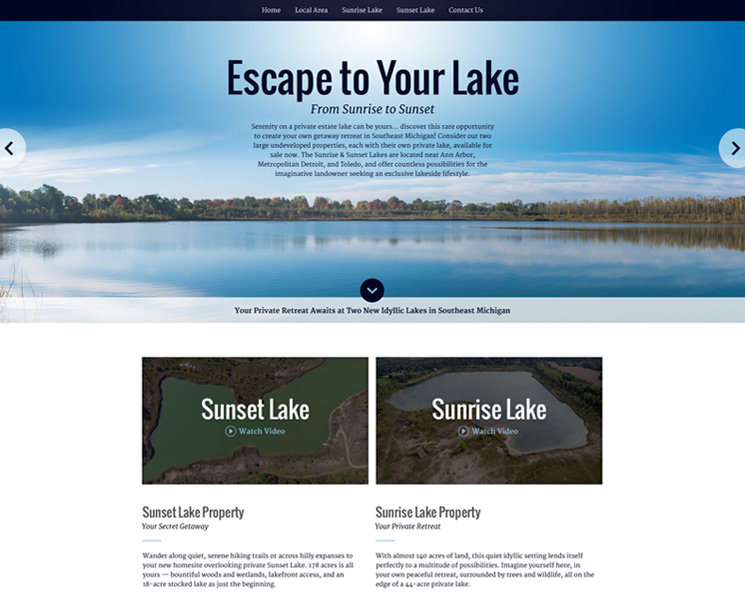 Home Local Area Sunrise Lake Sunset Lake Contact Us
Escape to Your Lake
From Sunrise to Sunset
Serenity on a private estate lake can be yours... discover this rare opportunity
to create your own getaway retreat in Southeast Michigan! Consider our two
large undeveloped properties, each with their own private lake, available for
sale now. The Sunrise & Sunset Lakes are located near Ann Arbor,
Metropolitan Detroit, and Toledo, and offer countless possibilities for the
imaginative landowner seeking an exclusive lakeside lifestyle.
Your Private Retreat Awaits at Two New Idyllic Lakes in Southeast Michigan
Sunset Lake
Watch Video
Sunrise Lake
Watch Video
Sunset Lake Property
Your Secret Getaway
Wander along quiet, serene hiking trails or across hilly expanses to
your new homesite overlooking private Sunset Lake. 178 acres is all
yours — bountiful woods and wetlands, lakefront access, and an
18-acre stocked lake as just the beginning.
Sunrise Lake Property
Your Private Retreat
With almost 140 acres of land, this quiet idyllic setting lends itself
perfectly to a multitude of possibilities. Imagine yourself here, in
your own peaceful retreat, surrounded by trees and wildlife, all on the
edge of a 44-acre private lake.